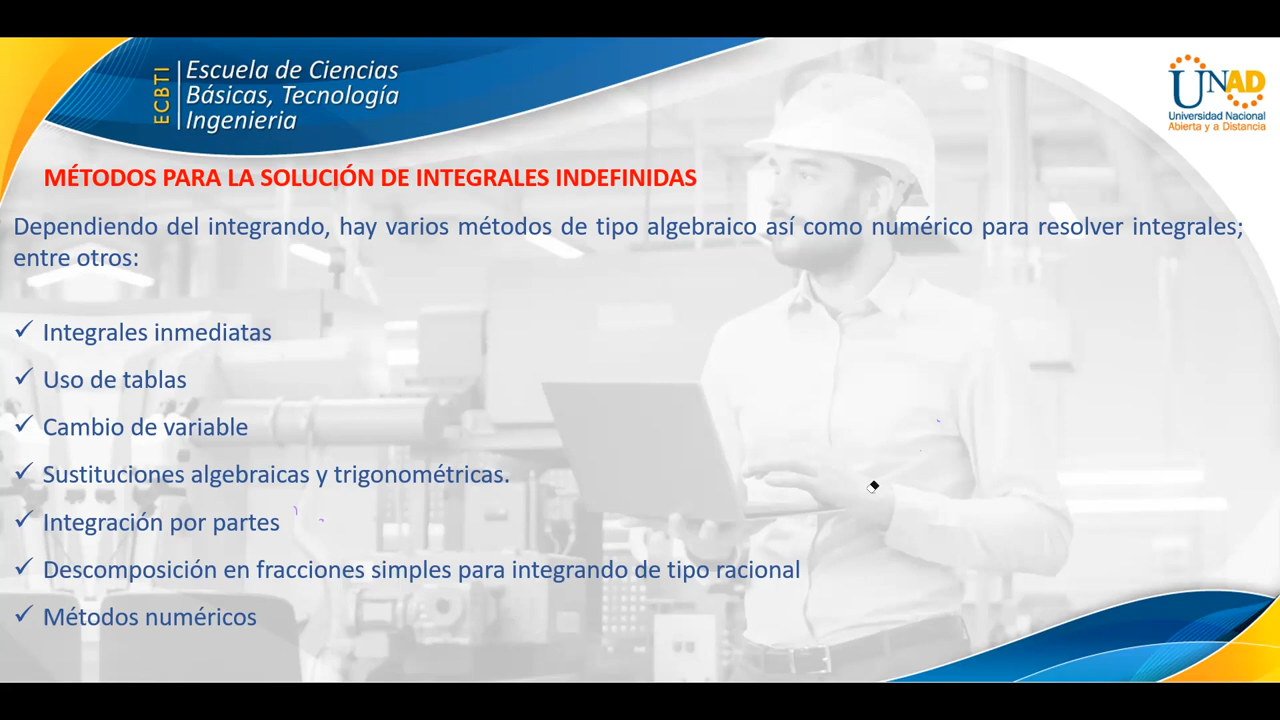 ECBTI
Escuela de Ciencias
Básicas, Tecnología
Ingenieria
UNAD
Universidad Nacional
Abierta y a Distancia
MÉTODOS PARA LA SOLUCIÓN DE INTEGRALES INDEFINIDAS
Dependiendo del integrando, hay varios métodos de tipo algebraico así como numérico para resolver integrales;
entre otros:
✓ Integrales inmediatas
✓ Uso de tablas
✓ Cambio de variable
✓ Sustituciones algebraicas y trigonométricas.
✓ Integración por partes
✓ Descomposición en fracciones simples para integrando de tipo racional
✓ Métodos numéricos